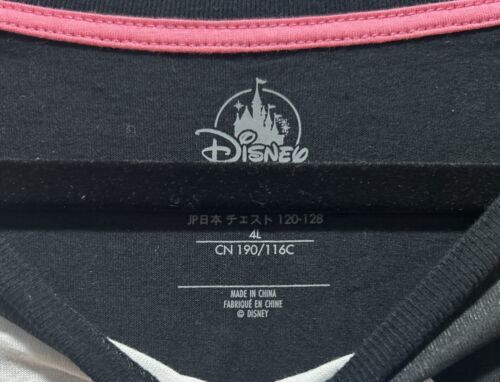 Disney
JP日本 チェスト 120-128
4L
CN 190/116C
MADE IN CHINA
FABRIQUÉ EN CHINE
© DISNEY